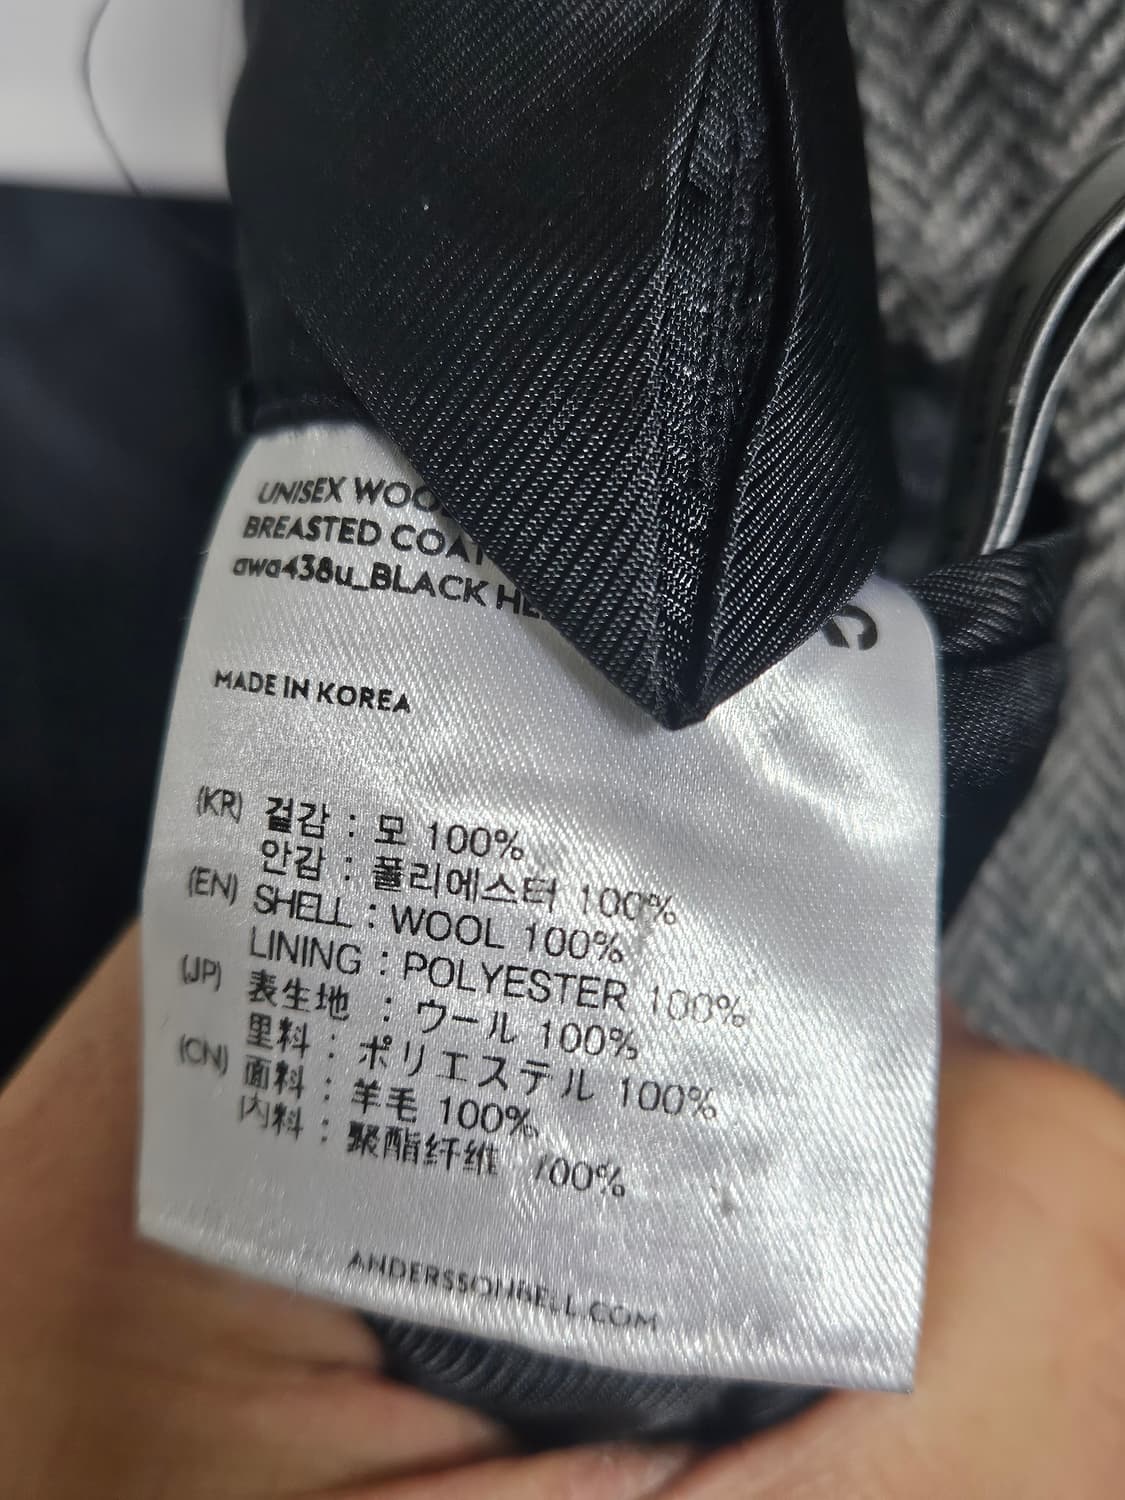 UNISEX
BREASTED
awa438u_BLACK
MADE IN KOREA
(KR) 겉감 : 모 100%
안감 : 폴리에스터 100%
(EN) SHELL : WOOL 100%
LINING : POLYESTER 100%
(JP) 表生地 : ウール 100%
里料 : ポリエステル 100%
(CN) 面料 : 羊毛 100%
内料 : 聚酯纤维 100%
ANDERSSONBELL.COM